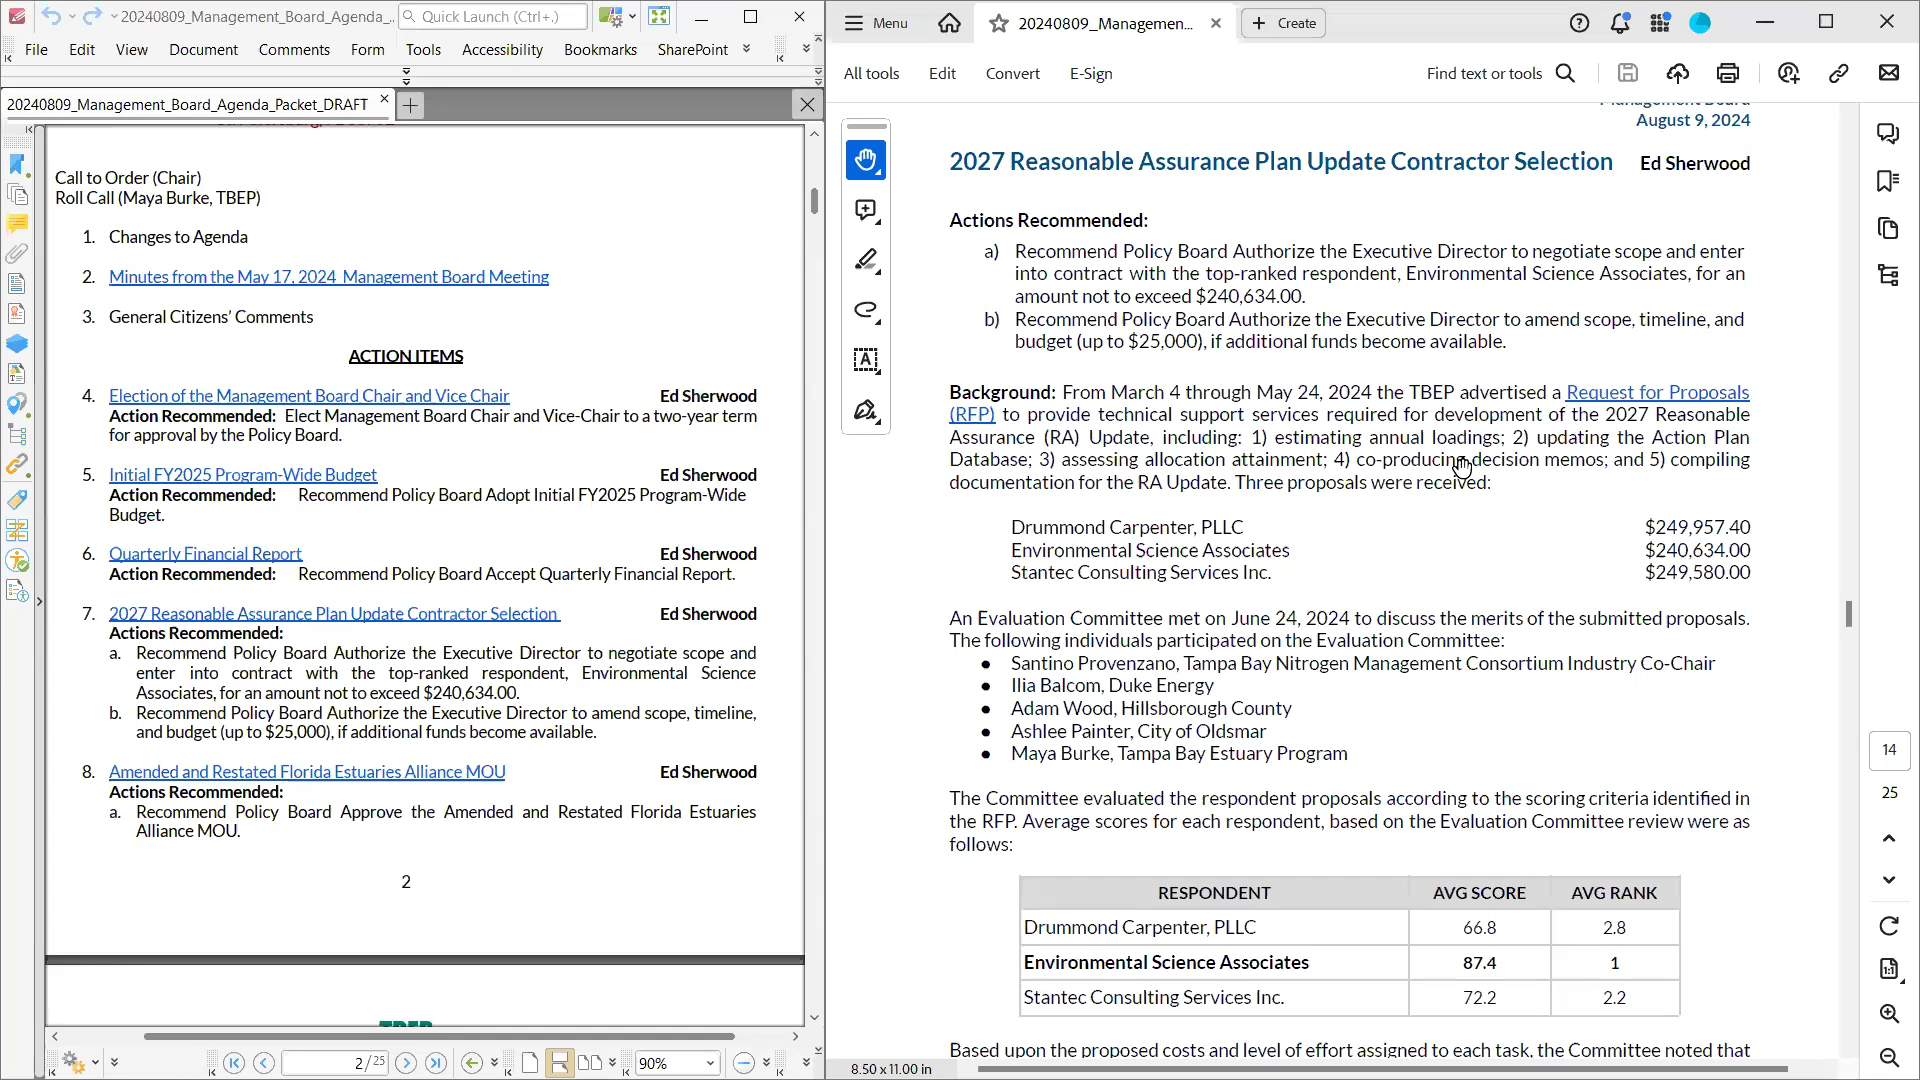 20240809_Management_Board_Agenda_...
Quick Launch (Ctrl+.)
File Edit View Document Comments Form Tools Accessibility Bookmarks SharePoint
20240809_Management_Board_Agenda_Packet_DRAFT
Call to Order (Chair)
Roll Call (Maya Burke, TBEP)
1. Changes to Agenda
2. Minutes from the May 17, 2024 Management Board Meeting
3. General Citizens’ Comments
ACTION ITEMS
4. Election of the Management Board Chair and Vice Chair Ed Sherwood
Action Recommended: Elect Management Board Chair and Vice-Chair to a two-year term
for approval by the Policy Board.
5. Initial FY2025 Program-Wide Budget Ed Sherwood
Action Recommended: Recommend Policy Board Adopt Initial FY2025 Program-Wide
Budget.
6. Quarterly Financial Report Ed Sherwood
Action Recommended: Recommend Policy Board Accept Quarterly Financial Report.
7. 2027 Reasonable Assurance Plan Update Contractor Selection Ed Sherwood
Actions Recommended:
a. Recommend Policy Board Authorize the Executive Director to negotiate scope and
enter into contract with the top-ranked respondent, Environmental Science
Associates, for an amount not to exceed $240,634.00.
b. Recommend Policy Board Authorize the Executive Director to amend scope, timeline,
and budget (up to $25,000), if additional funds become available.
8. Amended and Restated Florida Estuaries Alliance MOU Ed Sherwood
Actions Recommended:
a. Recommend Policy Board Approve the Amended and Restated Florida Estuaries
Alliance MOU.
2
TBEP
2 / 25
90%
Menu
20240809_Managemen...
Create
All tools Edit Convert E-Sign
Find text or tools
Management Board
August 9, 2024
2027 Reasonable Assurance Plan Update Contractor Selection Ed Sherwood
Actions Recommended:
a) Recommend Policy Board Authorize the Executive Director to negotiate scope and enter
into contract with the top-ranked respondent, Environmental Science Associates, for an
amount not to exceed $240,634.00.
b) Recommend Policy Board Authorize the Executive Director to amend scope, timeline, and
budget (up to $25,000), if additional funds become available.
Background: From March 4 through May 24, 2024 the TBEP advertised a Request for Proposals
(RFP) to provide technical support services required for development of the 2027 Reasonable
Assurance (RA) Update, including: 1) estimating annual loadings; 2) updating the Action Plan
Database; 3) assessing allocation attainment; 4) co-producing decision memos; and 5) compiling
documentation for the RA Update. Three proposals were received:
Drummond Carpenter, PLLC $249,957.40
Environmental Science Associates $240,634.00
Stantec Consulting Services Inc. $249,580.00
An Evaluation Committee met on June 24, 2024 to discuss the merits of the submitted proposals.
The following individuals participated on the Evaluation Committee:
● Santino Provenzano, Tampa Bay Nitrogen Management Consortium Industry Co-Chair
● Ilia Balcom, Duke Energy
● Adam Wood, Hillsborough County
● Ashlee Painter, City of Oldsmar
● Maya Burke, Tampa Bay Estuary Program
The Committee evaluated the respondent proposals according to the scoring criteria identified in
the RFP. Average scores for each respondent, based on the Evaluation Committee review were as
follows:
RESPONDENT AVG SCORE AVG RANK
Drummond Carpenter, PLLC 66.8 2.8
Environmental Science Associates 87.4 1
Stantec Consulting Services Inc. 72.2 2.2
Based upon the proposed costs and level of effort assigned to each task, the Committee noted that
8.50 x 11.00 in
14
25